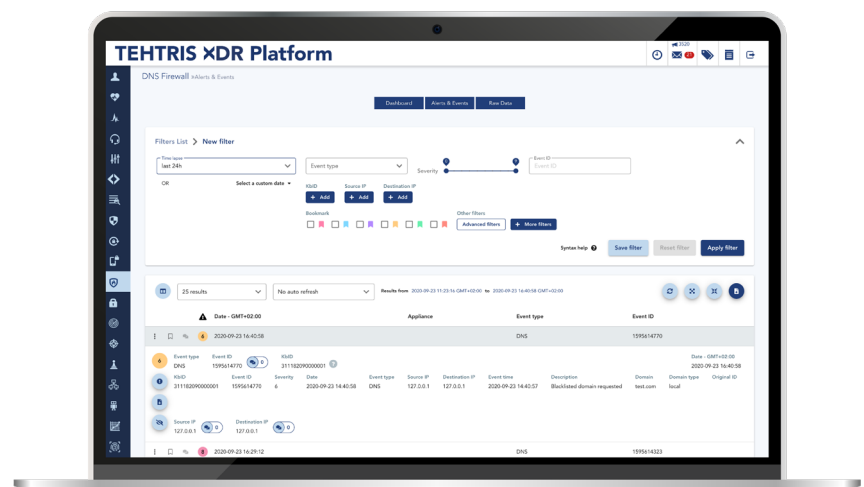 TEHTRIS XDR Platform
3520
21
DNS Firewall >Alerts & Events
Dashboard Alerts & Events Raw Data
Filters List > New filter
Time lapse
last 24h
Event type
Severity
Event ID
Event ID
OR Select a custom date
KbID Source IP Destination IP
+ Add + Add + Add
Bookmark
Other filters
Advanced filters + More filters
Syntax help ? Save filter Reset filter Apply filter
25 results No auto refresh Results from 2020-09-23 11:23:16 GMT+02:00 to 2020-09-23 16:40:58 GMT+02:00
Date - GMT+02:00 Appliance Event type Event ID
6 2020-09-23 16:40:58 DNS 1595614770
6
Event type Event ID KbID Date - GMT+02:00
DNS 1595614770 0 311182090000001 ? 2020-09-23 16:40:58
KbID Event ID Severity Date Event type Source IP Destination IP Event time Description Domain Domain type Original ID
311182090000001 1595614770 6 2020-09-23 14:40:58 DNS 127.0.0.1 127.0.0.1 2020-09-23 14:40:57 Blacklisted domain requested test.com local
Source IP Destination IP
127.0.0.1 0 127.0.0.1 0
8 2020-09-23 16:29:12 DNS 1595614323